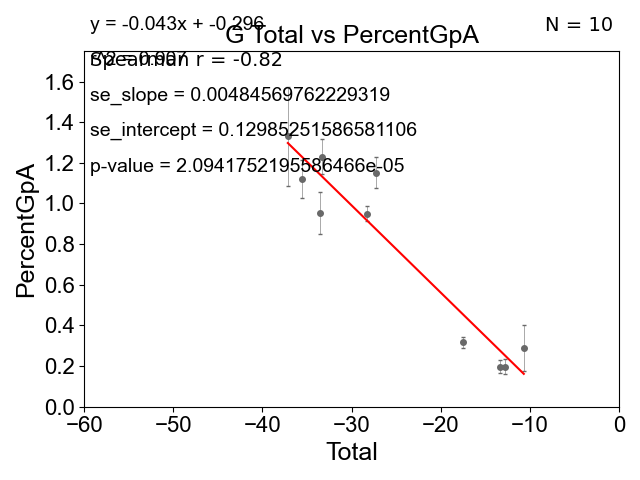 y = -0.043x + -0.296
G Total vs PercentGpA
N = 10
Spearman r = -0.82
se_slope = 0.00484569762229319
se_intercept = 0.12985251586581106
p-value = 2.0941752195586466e-05
PercentGpA
1.6
1.4
1.2
1.0
0.8
0.6
0.4
0.2
0.0
−60
−50
−40
−30
−20
−10
0
Total